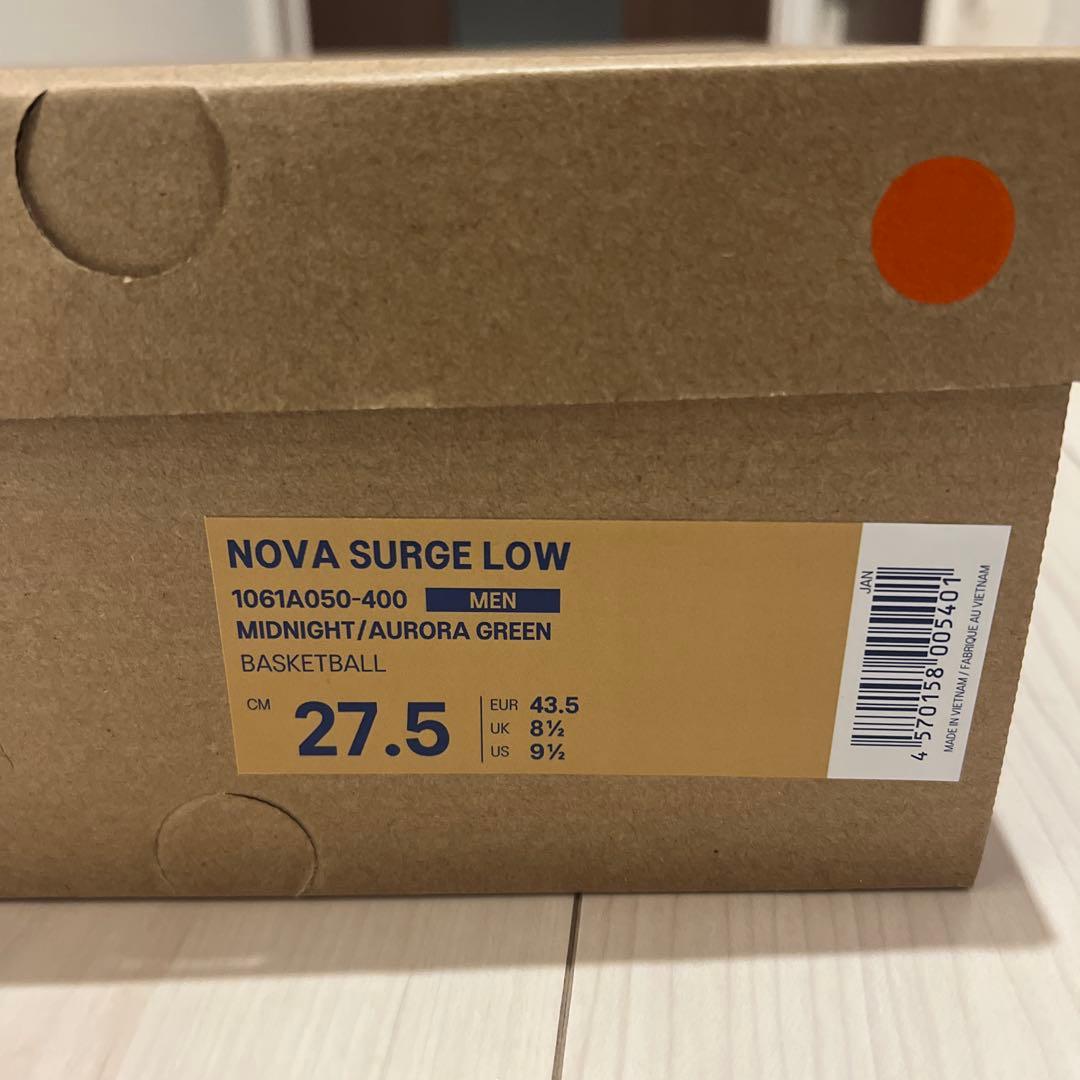 NOVA SURGE LOW
1061A050-400 MEN
MIDNIGHT/AURORA GREEN
BASKETBALL
CM 27.5
EUR 43.5
UK 8½
US 9½
JAN
4 570158 005401
MADE IN VIETNAM / FABRIQUE AU VIETNAM